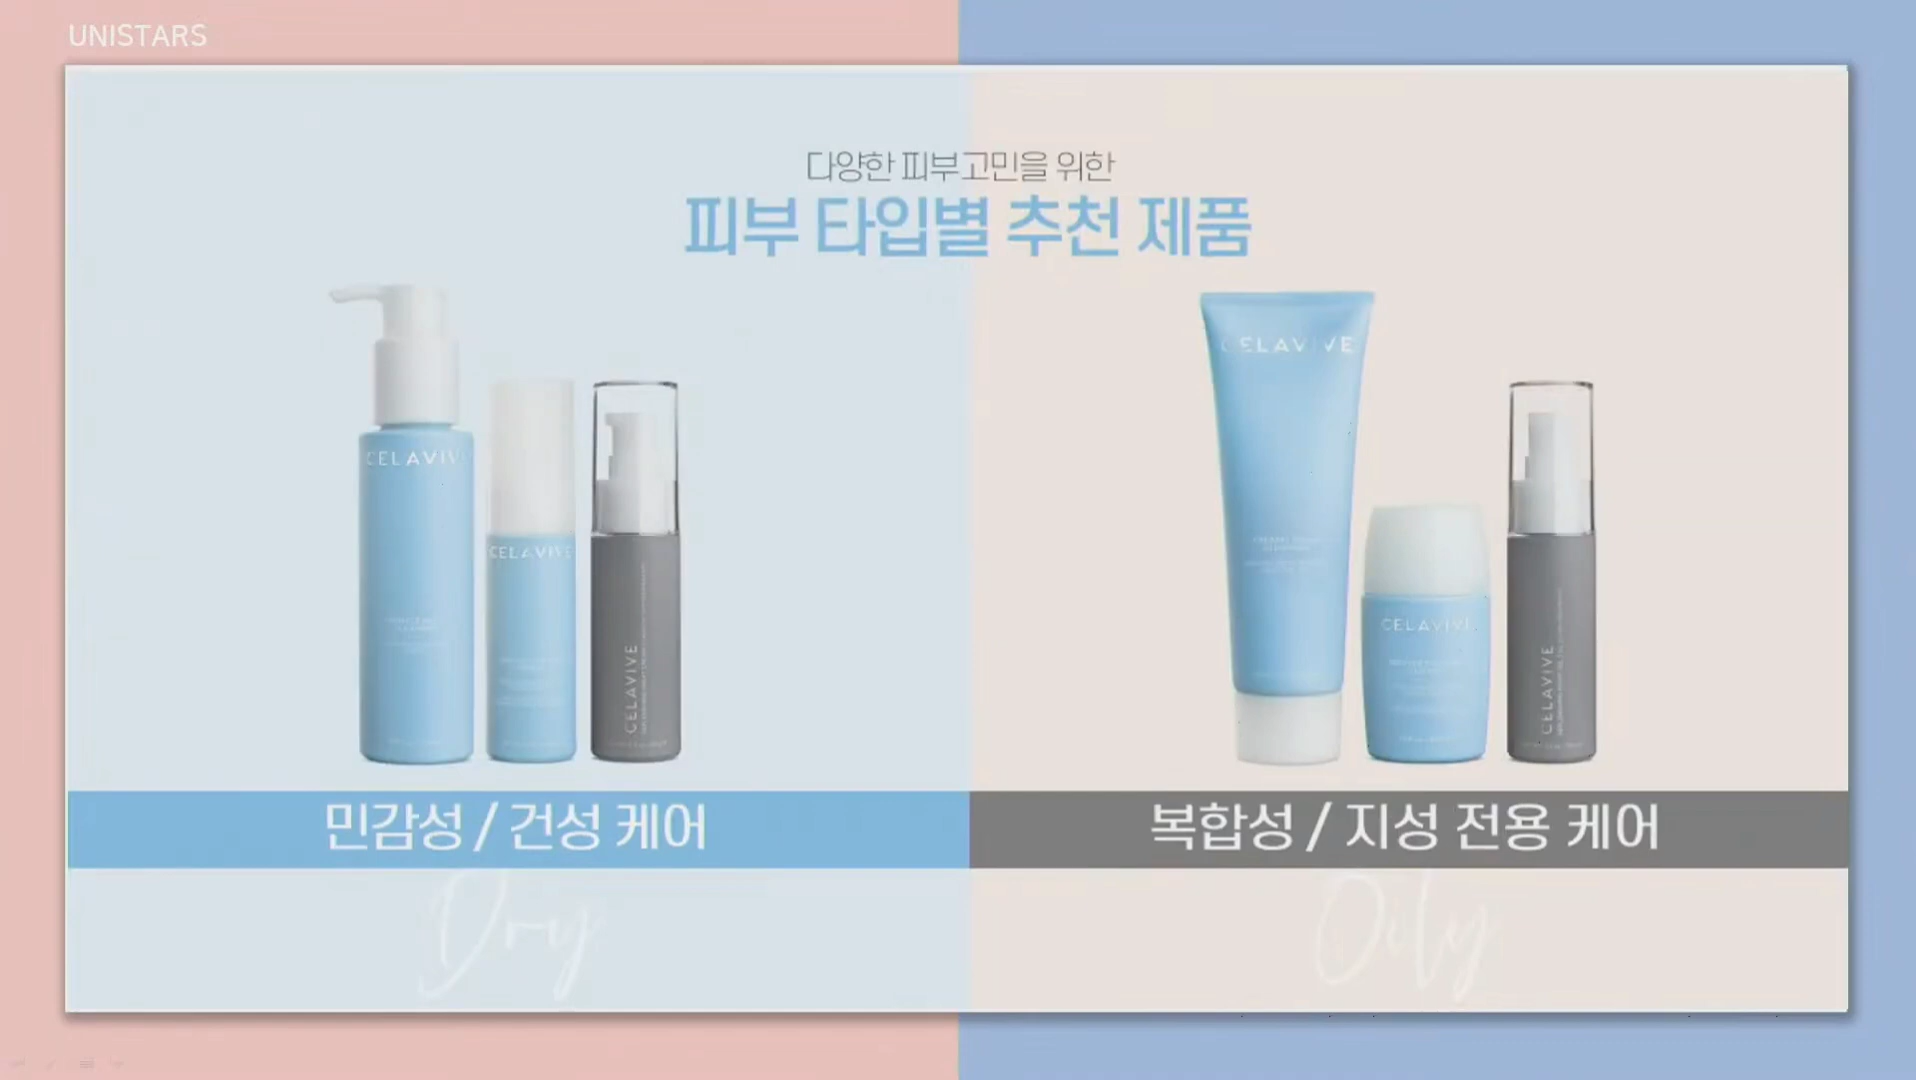 UNISTARS
다양한 피부고민을 위한
피부 타입별 추천 제품
CELAVIVE
CELAVIVE
CELAVIVE
CELAVIVE
CELAVIVE
CELAVIVE
민감성 / 건성 케어
복합성 / 지성 전용 케어
Dry
Oily